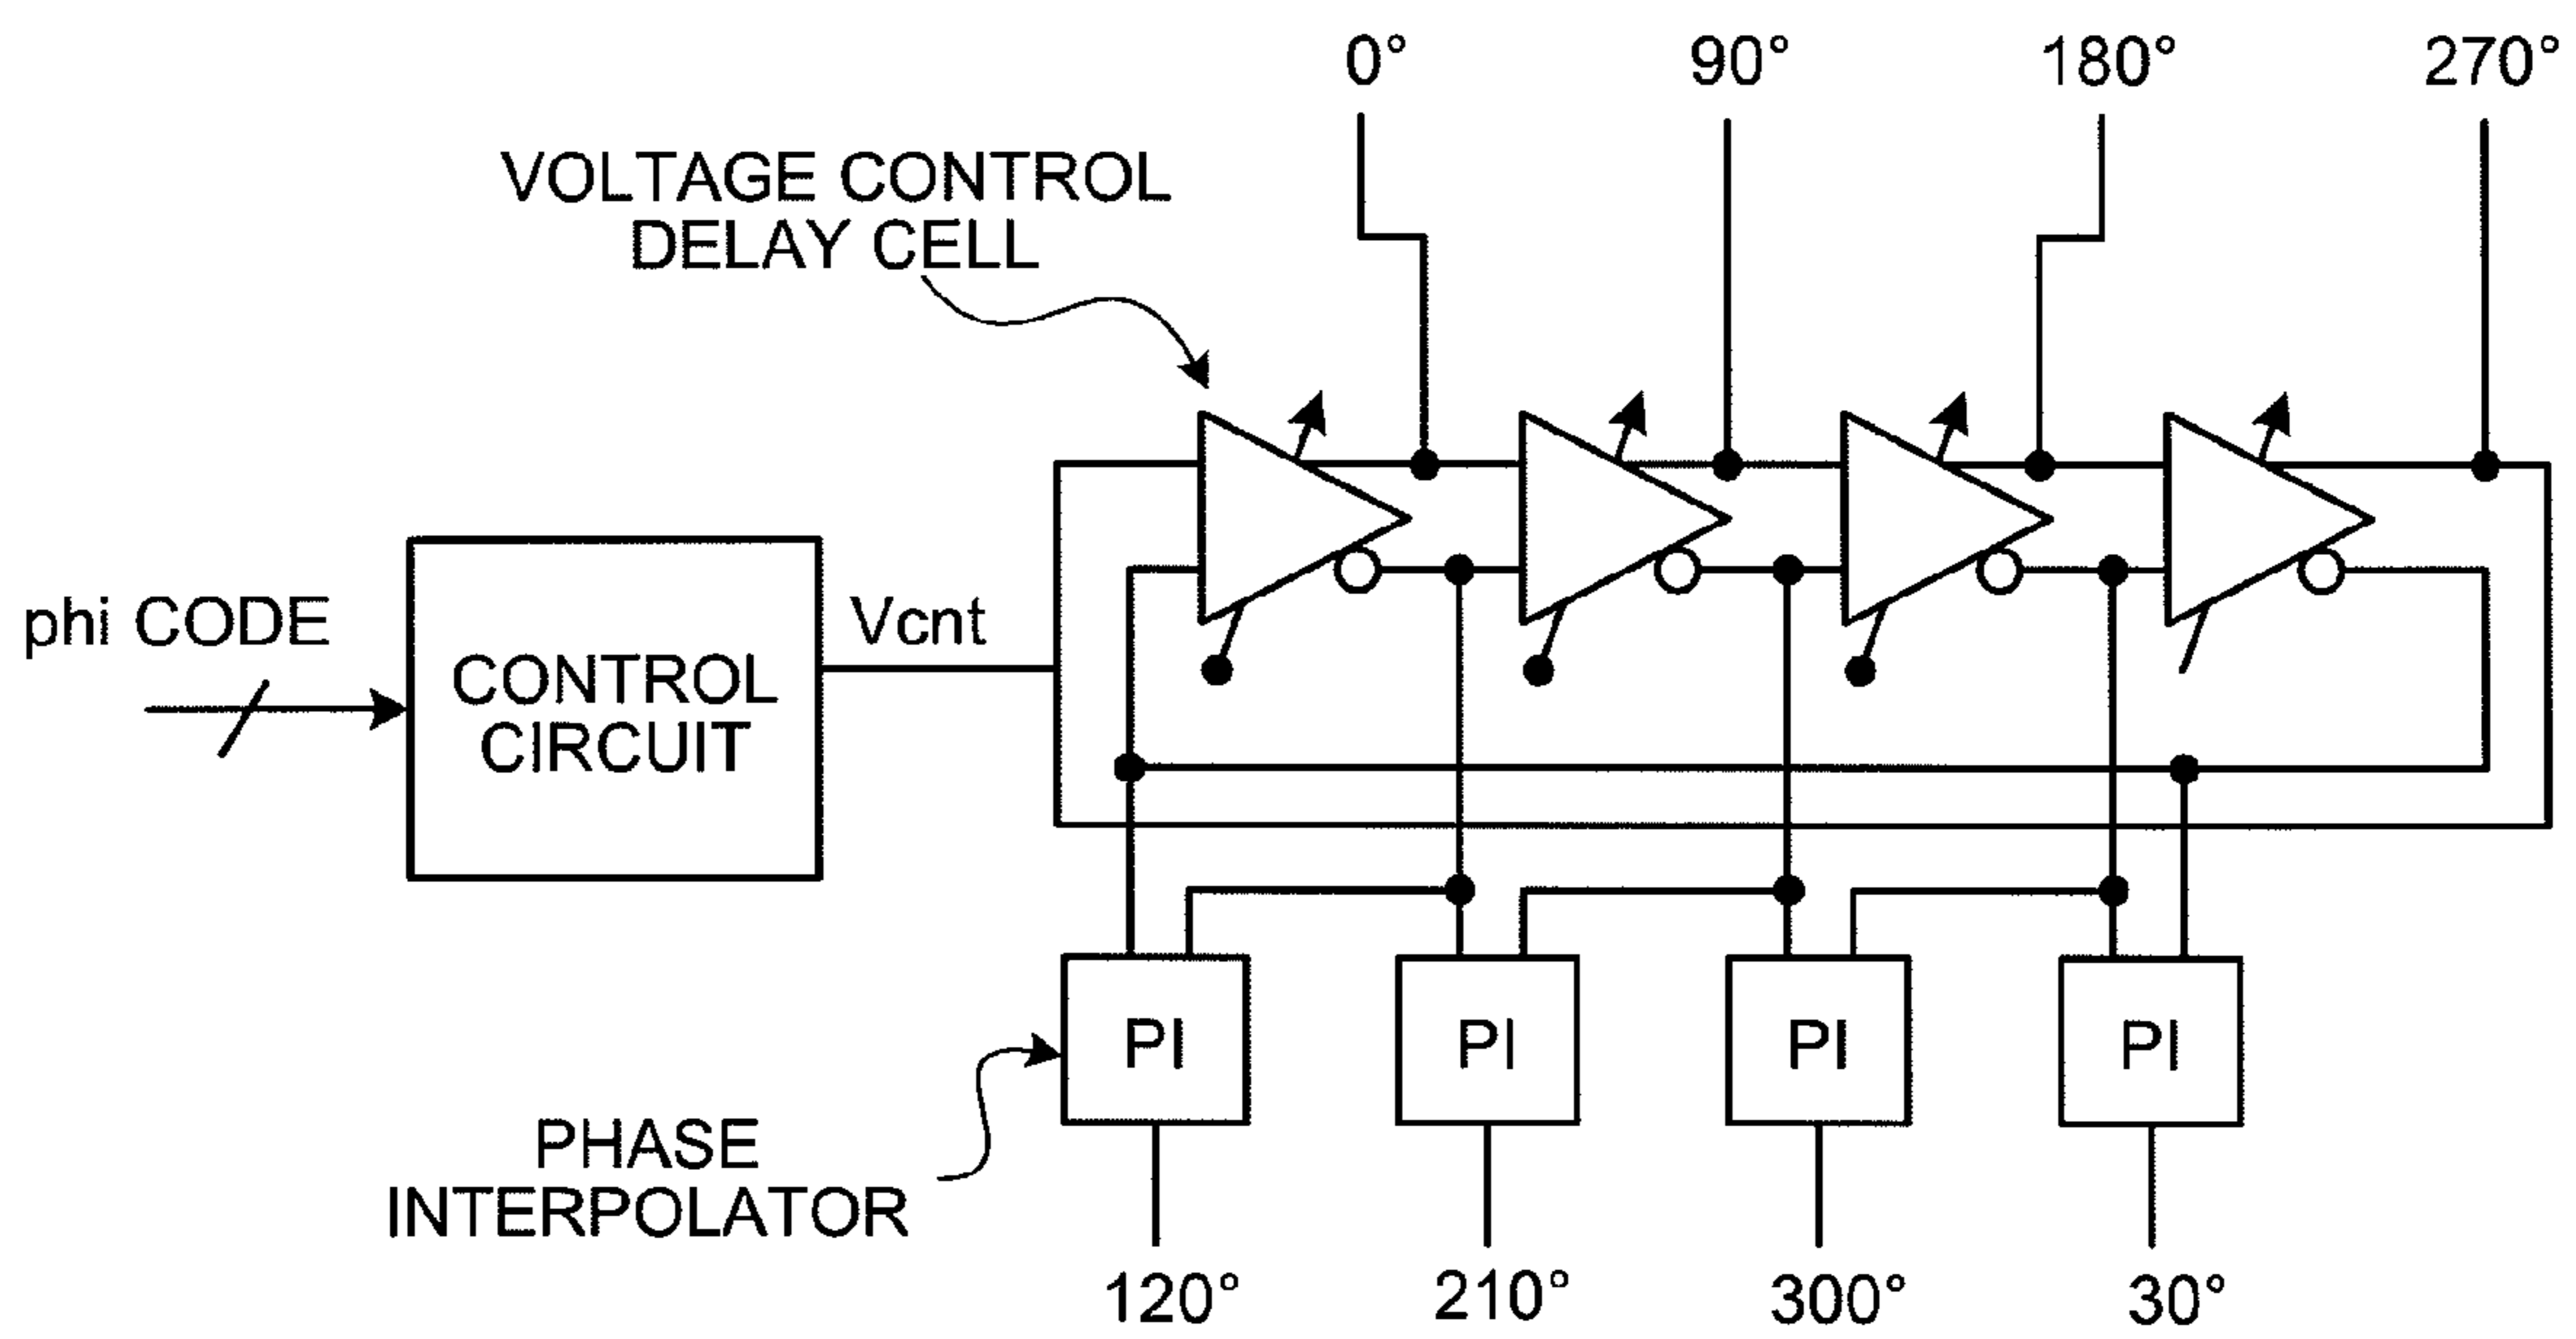 0° 90° 180° 270°
VOLTAGE CONTROL
DELAY CELL
phi CODE
CONTROL
CIRCUIT
Vcnt
PI PI PI PI
PHASE
INTERPOLATOR
120° 210° 300° 30°